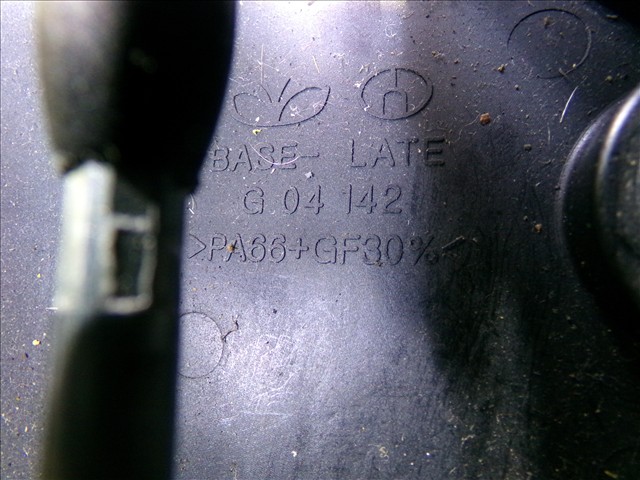 BASE- LATE
G 04 142
>PA66+GF30%<